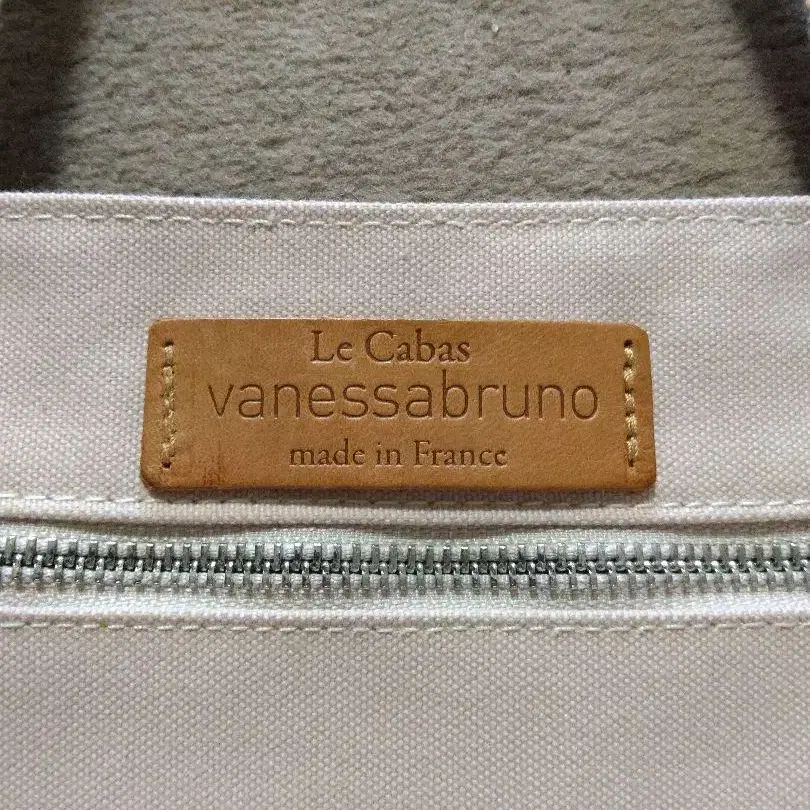 Le Cabas
vanessabruno
made in France